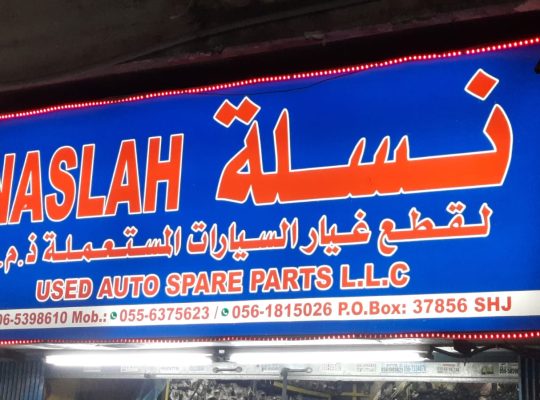 NASLAH نسلة
لقطع غيار السيارات المستعملة ذ.م.
USED AUTO SPARE PARTS L.L.C
06-5398610 Mob.: 055-6375623 / 056-1815026 P.O.Box: 37856 SHJ